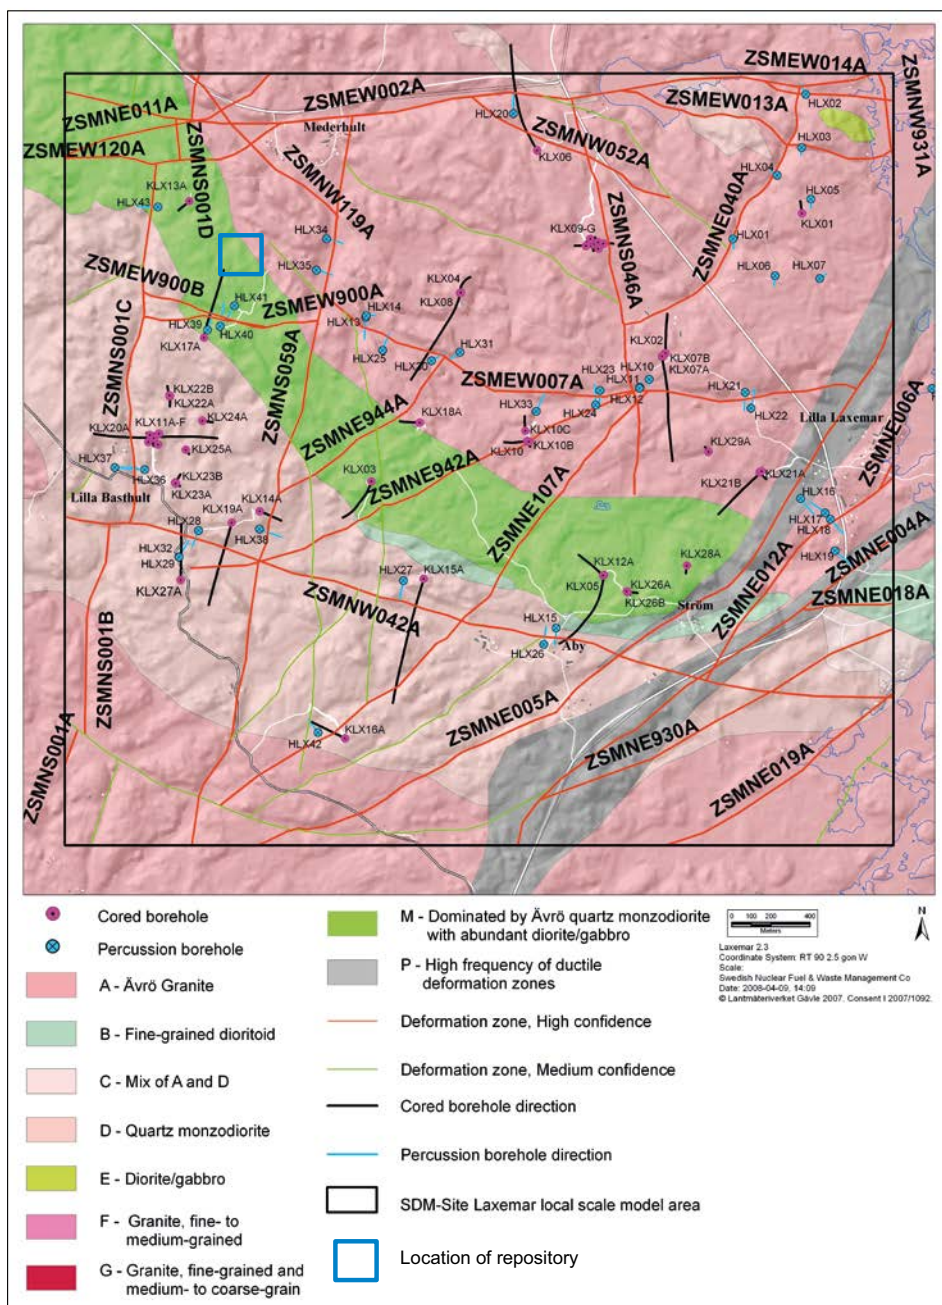 ZSMEW014A
ZSMEW002A
ZSMNE011A
ZSMEW013A
ZSMNW931A
HLX20
HLX02
Mederhult
ZSMEW120A
ZSMNW052A
HLX03
KLX06
HLX04
KLX13A
ZSMNS001D
ZSMNW119A
ZSMNE040A
HLX43
HLX05
KLX01
HLX34
KLX09-G
ZSMNS046A
HLX01
ZSMEW900B
HLX35
KLX04
HLX06
HLX07
HLX41
ZSMEW900A
KLX08
HLX14
ZSMNS001C
HLX39
HLX40
HLX13
KLX17A
ZSMNS059A
HLX25
HLX31
KLX02
KLX07B
KLX07A
ZSMEW007A
HLX23
HLX10
HLX11
HLX12
KLX22B
KLX22A
HLX21
HLX22
KLX24A
ZSMNE944A
KLX18A
HLX33
HLX24
Lilla Laxemar
ZSMNE006A
KLX20A
KLX11A-F
KLX10C
KLX10
KLX10B
KLX25A
KLX29A
HLX37
HLX36
KLX03
ZSMNE942A
KLX21B
KLX21A
Lilla Basthult
KLX23B
KLX23A
KLX14A
HLX16
KLX19A
ZSMNE107A
HLX17
HLX18
HLX28
HLX38
HLX32
HLX29
HLX19
ZSMNE004A
KLX27A
HLX27
KLX15A
KLX12A
KLX28A
KLX05
KLX26A
KLX26B
Ström
ZSMNE012A
ZSMNE018A
ZSMNW042A
HLX15
HLX26
Aby
ZSMNS001B
ZSMNE005A
ZSMNS001A
HLX42
KLX16A
ZSMNE930A
ZSMNE019A
Cored borehole
Percussion borehole
A - Ävrö Granite
B - Fine-grained dioritoid
C - Mix of A and D
D - Quartz monzodiorite
E - Diorite/gabbro
F - Granite, fine- to
medium-grained
G - Granite, fine-grained and
medium- to coarse-grain
M - Dominated by Ävrö quartz monzodiorite
with abundant diorite/gabbro
P - High frequency of ductile
deformation zones
Deformation zone, High confidence
Deformation zone, Medium confidence
Cored borehole direction
Percussion borehole direction
SDM-Site Laxemar local scale model area
Location of repository
0 100 200 400
Meters
N
Laxemar 2.3
Coordinate System: RT 90 2.5 gon W
Scale:
Swedish Nuclear Fuel & Waste Management Co
Date: 2008-04-09, 14:09
© Lantmäteriverket Gävle 2007. Consent I 2007/1092.